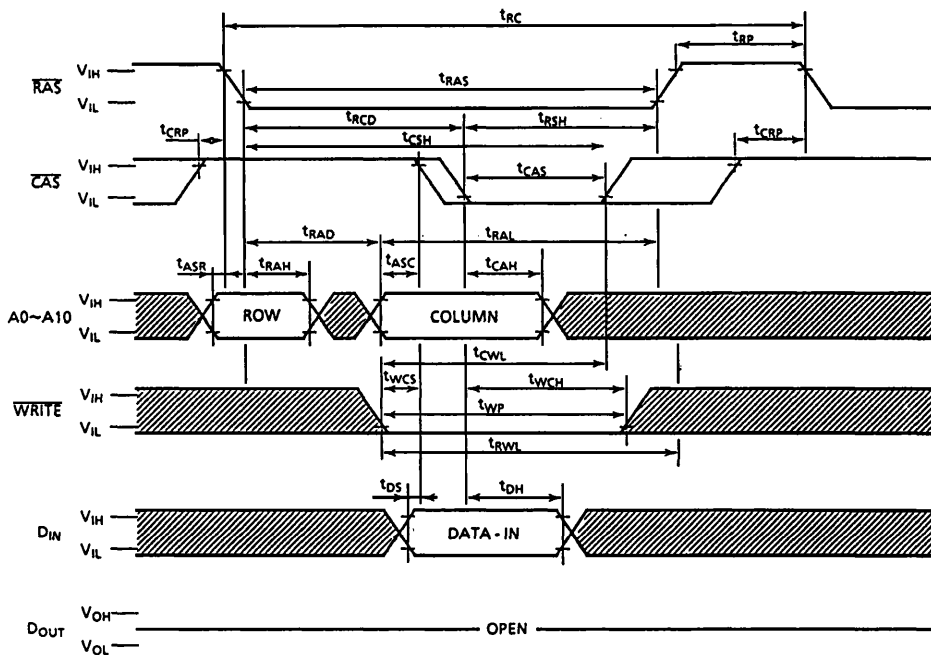 tRC
tRP
RAS
VIH
VIL
tRAS
tRCD
tRSH
tCSH
tCRP
tCRP
CAS
VIH
VIL
tCAS
tRAD
tRAL
tASR
tRAH
tASC
tCAH
A0~A10
VIH
VIL
ROW
COLUMN
tCWL
tWCS
tWCH
WRITE
VIH
VIL
tWP
tRWL
tDS
tDH
DIN
VIH
VIL
DATA - IN
DOUT
VOH
VOL
OPEN